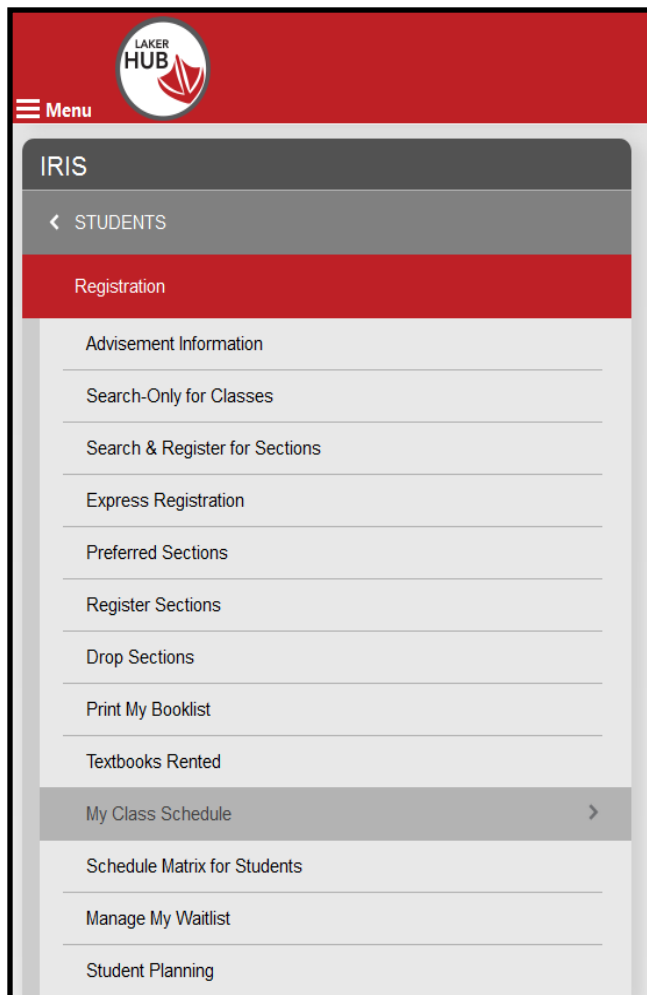 LAKER
HUB
Menu
IRIS
STUDENTS
Registration
Advisement Information
Search-Only for Classes
Search & Register for Sections
Express Registration
Preferred Sections
Register Sections
Drop Sections
Print My Booklist
Textbooks Rented
My Class Schedule
Schedule Matrix for Students
Manage My Waitlist
Student Planning